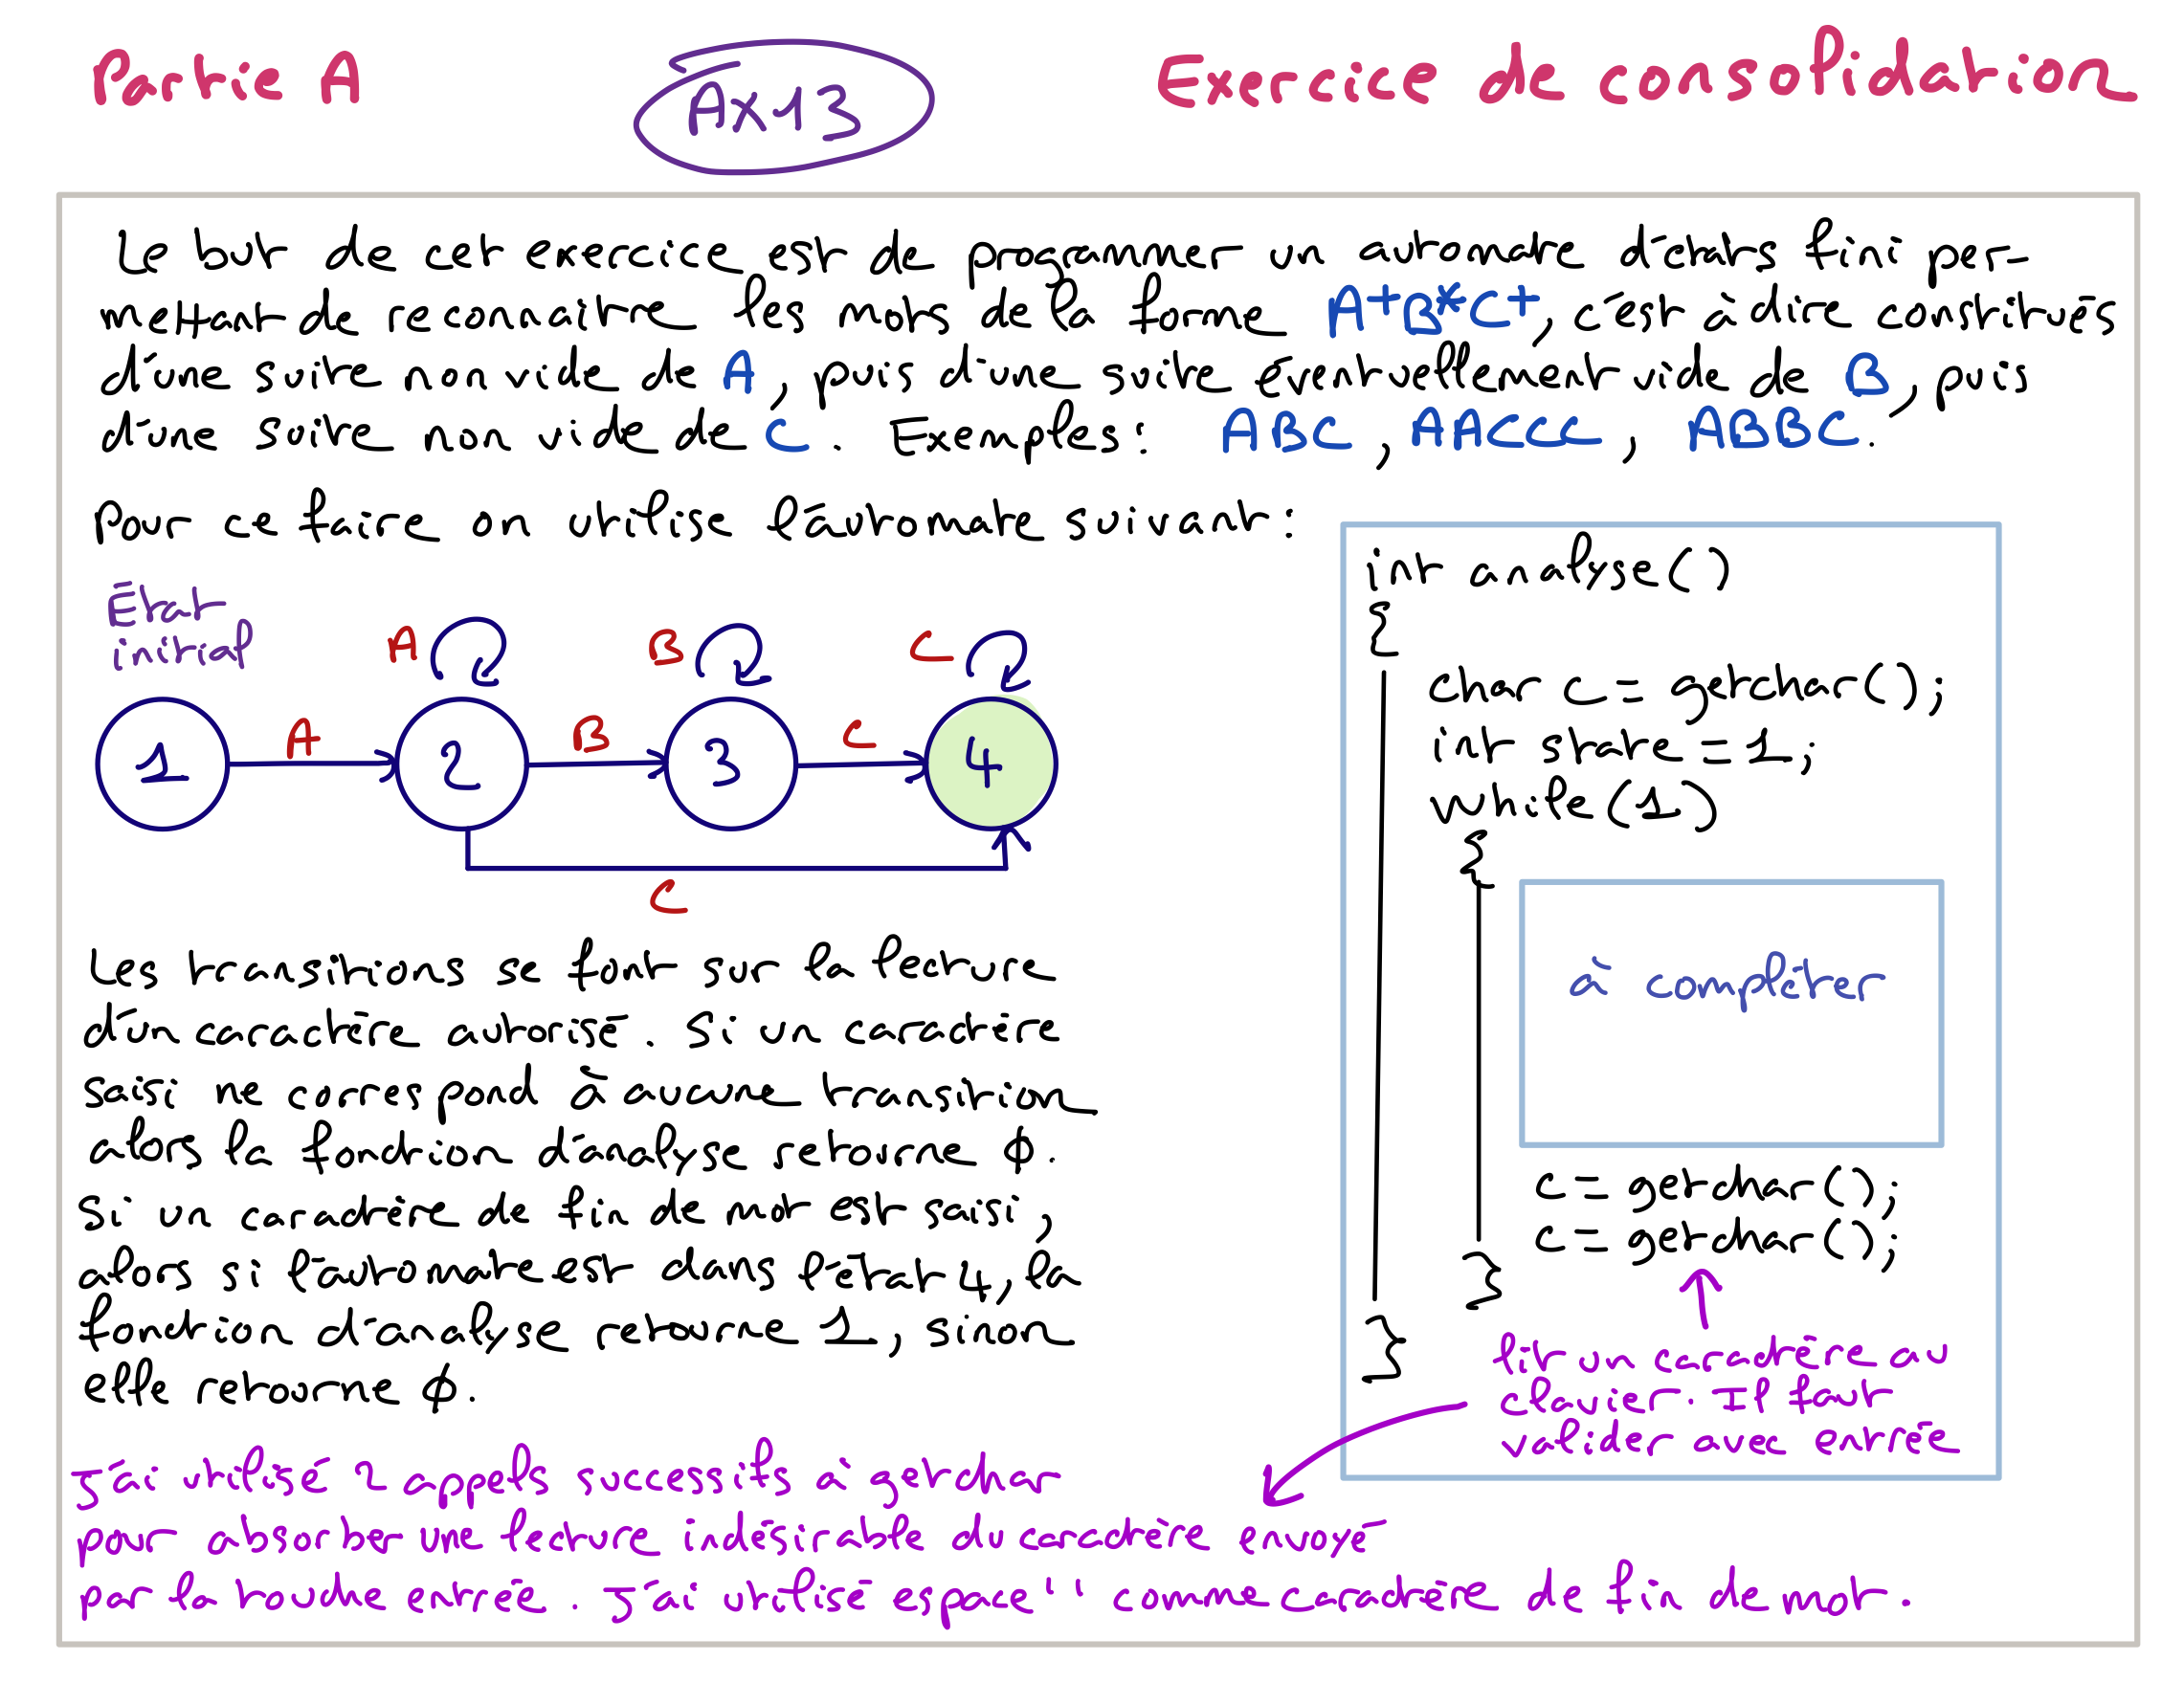 Partie A
AX13
Exercice de consolidation
Le but de cet exercice est de programmer un automate d'états fini per-
mettant de reconnaitre les mots de la forme A⁺B*C⁺, c'est à dire constitués
d'une suite non vide de A, puis d'une suite éventuellement vide de B, puis
d'une suite non vide de C. Exemples: ABC, AACCC, ABBBC.
Pour ce faire on utilise l'automate suivant:
État
initial
A
B
C
1
A
2
B
3
C
4
C
Les transitions se font sur la lecture
d'un caractère autorisé. Si un caractère
saisi ne correspond à aucune transition
alors la fonction d'analyse retourne 0.
Si un caractère de fin de mot est saisi,
alors si l'automate est dans l'état 4, la
fonction d'analyse retourne 1, sinon
elle retourne 0.
int analyse()
{
char c = getchar();
int state = 1;
while(1)
{
à compléter
c = getchar();
c = getchar();
}
}
lit un caractère au
clavier. Il faut
valider avec entrée
J'ai utilisé 2 appels successifs à getchar
pour absorber une lecture indésirable du caractère envoyé
par la touche entrée. J'ai utilisé espace ' ' comme caractère de fin de mot.